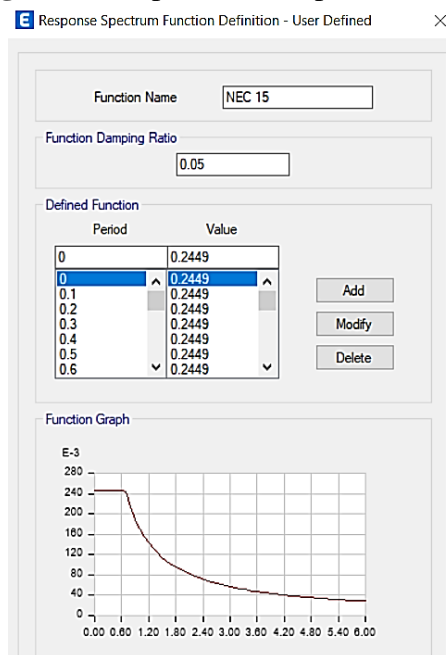 E Response Spectrum Function Definition - User Defined
Function Name NEC 15
Function Damping Ratio
0.05
Defined Function
Period Value
0 0.2449
0 0.2449
0.1 0.2449
0.2 0.2449
0.3 0.2449
0.4 0.2449
0.5 0.2449
0.6 0.2449
Add
Modify
Delete
Function Graph
E-3
280
240
200
160
120
80
40
0
0.00 0.60 1.20 1.80 2.40 3.00 3.60 4.20 4.80 5.40 6.00